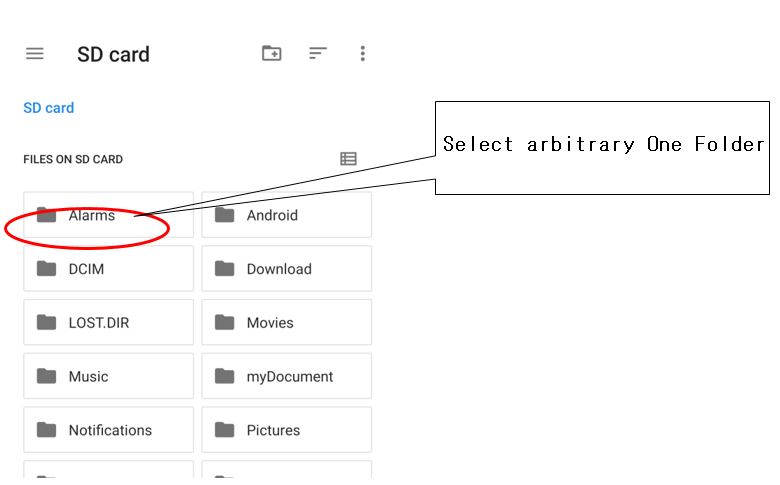 SD card
SD card
Select arbitrary One Folder
FILES ON SD CARD
Alarms
Android
DCIM
Download
LOST.DIR
Movies
Music
myDocument
Notifications
Pictures